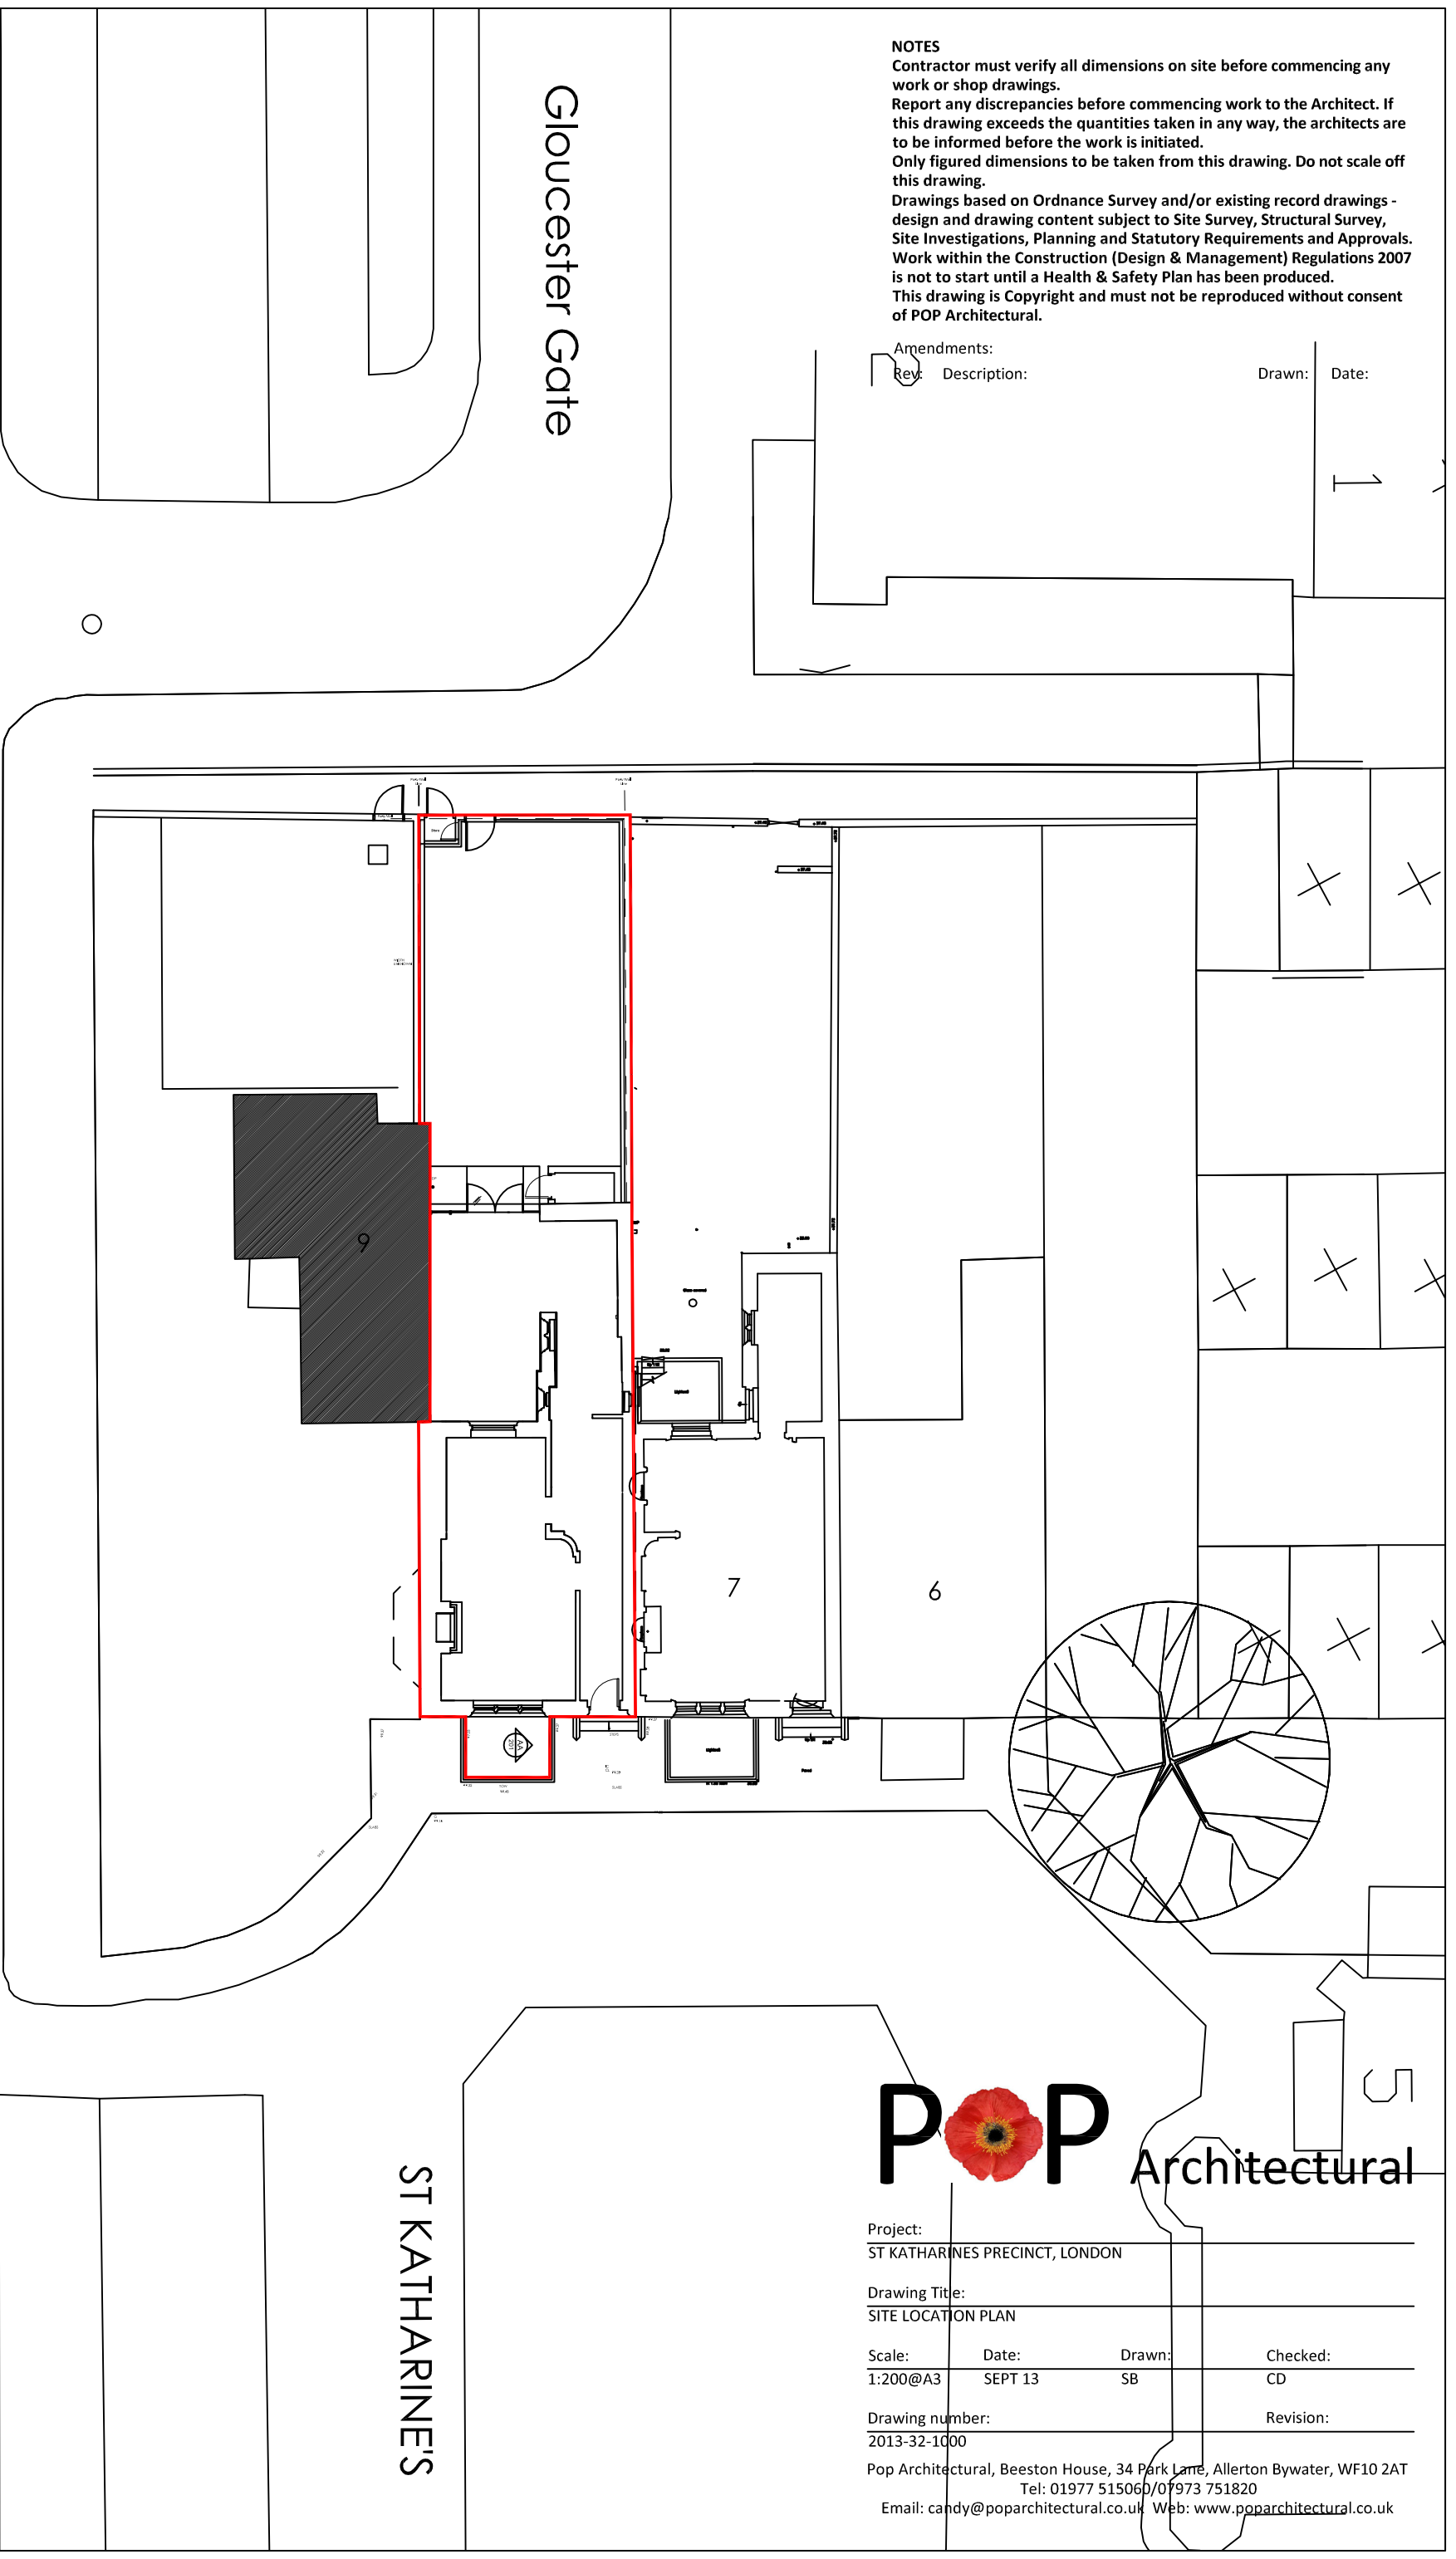 Gloucester Gate
NOTES
Contractor must verify all dimensions on site before commencing any
work or shop drawings.
Report any discrepancies before commencing work to the Architect. If
this drawing exceeds the quantities taken in any way, the architects are
to be informed before the work is initiated.
Only figured dimensions to be taken from this drawing. Do not scale off
this drawing.
Drawings based on Ordnance Survey and/or existing record drawings -
design and drawing content subject to Site Survey, Structural Survey,
Site Investigations, Planning and Statutory Requirements and Approvals.
Work within the Construction (Design & Management) Regulations 2007
is not to start until a Health & Safety Plan has been produced.
This drawing is Copyright and must not be reproduced without consent
of POP Architectural.
Amendments:
Rev: Description: Drawn: Date:
1
9
7
6
Lightwell
Lightwell
AA
201
5
POP Architectural
ST KATHARINE'S
Project:
ST KATHARINES PRECINCT, LONDON
Drawing Title:
SITE LOCATION PLAN
Scale: Date: Drawn: Checked:
1:200@A3 SEPT 13 SB CD
Drawing number: Revision:
2013-32-1000
Pop Architectural, Beeston House, 34 Park Lane, Allerton Bywater, WF10 2AT
Tel: 01977 515060/07973 751820
Email: candy@poparchitectural.co.uk Web: www.poparchitectural.co.uk